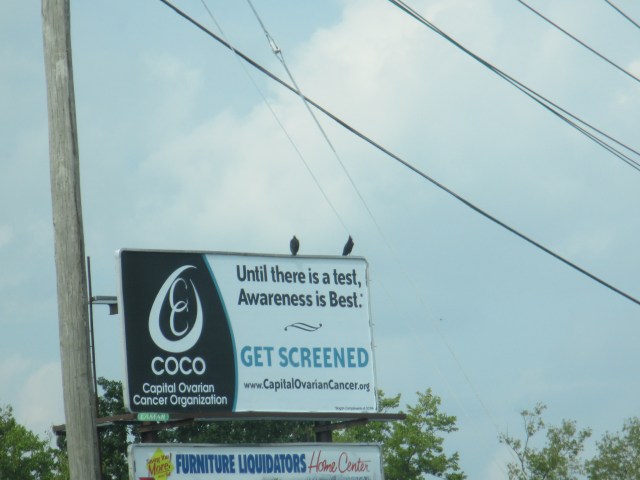 Until there is a test,
Awareness is Best.
GET SCREENED
www.CapitalOvarianCancer.org
COCO
Capital Ovarian
Cancer Organization
LAMAR
FURNITURE LIQUIDATORS Home Center